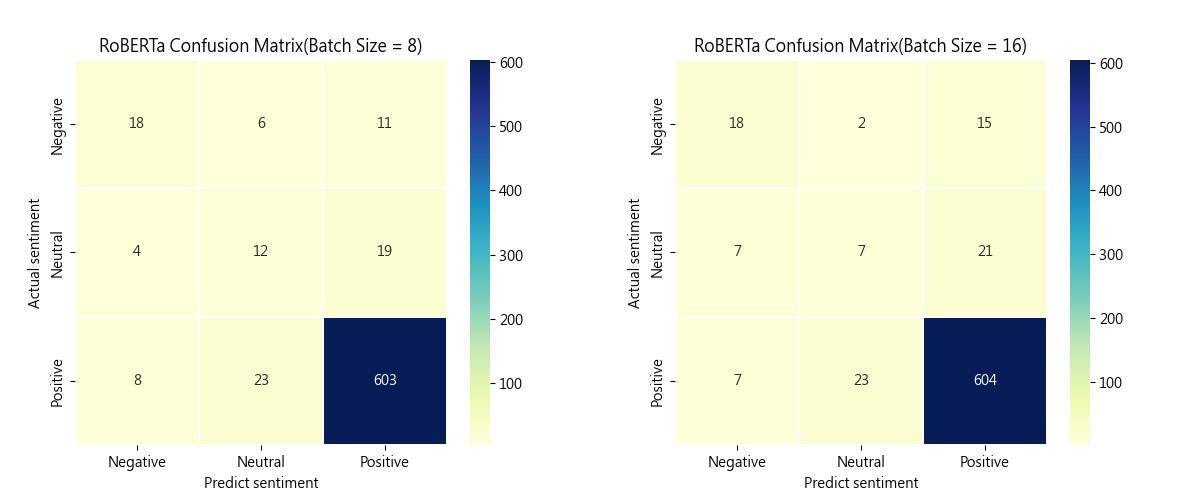 RoBERTa Confusion Matrix(Batch Size = 8)
Actual sentiment
Negative
Neutral
Positive
18 6 11
4 12 19
8 23 603
Negative Neutral Positive
Predict sentiment
600
500
400
300
200
100
RoBERTa Confusion Matrix(Batch Size = 16)
Actual sentiment
Negative
Neutral
Positive
18 2 15
7 7 21
7 23 604
Negative Neutral Positive
Predict sentiment
600
500
400
300
200
100